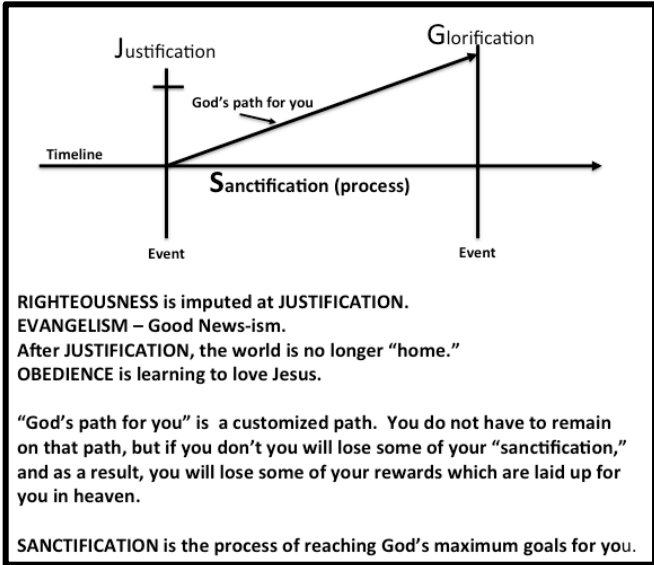 Justification
Glorification
God's path for you
Timeline
Sanctification (process)
Event
Event
RIGHTEOUSNESS is imputed at JUSTIFICATION.
EVANGELISM – Good News-ism.
After JUSTIFICATION, the world is no longer “home.”
OBEDIENCE is learning to love Jesus.
“God’s path for you” is a customized path. You do not have to remain
on that path, but if you don’t you will lose some of your “sanctification,”
and as a result, you will lose some of your rewards which are laid up for
you in heaven.
SANCTIFICATION is the process of reaching God’s maximum goals for you.